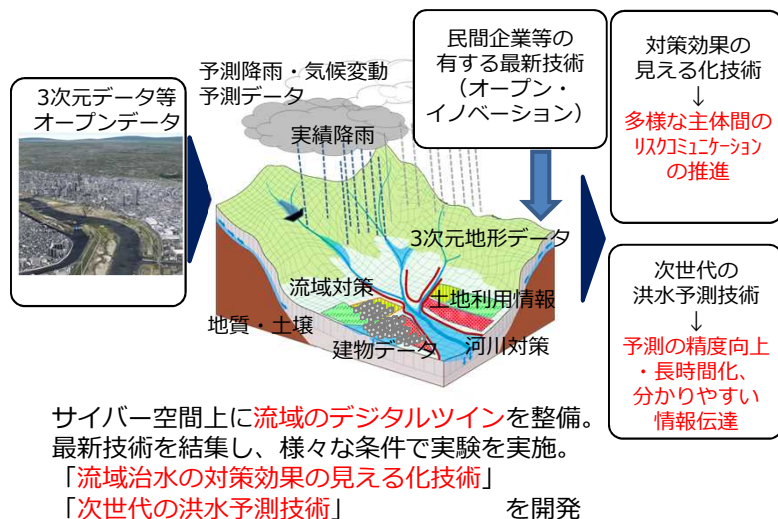 3次元データ等
オープンデータ
予測降雨・気候変動
予測データ
実績降雨
民間企業等の
有する最新技術
（オープン・
イノベーション）
対策効果の
見える化技術
↓
多様な主体間の
ﾘｽｸｺﾐｭﾆｹｰｼｮﾝ
の推進
3次元地形データ
流域対策
土地利用情報
地質・土壌
建物データ
河川対策
次世代の
洪水予測技術
↓
予測の精度向上
・長時間化、
分かりやすい
情報伝達
サイバー空間上に流域のデジタルツインを整備。
最新技術を結集し、様々な条件で実験を実施。
「流域治水の対策効果の見える化技術」
「次世代の洪水予測技術」 を開発